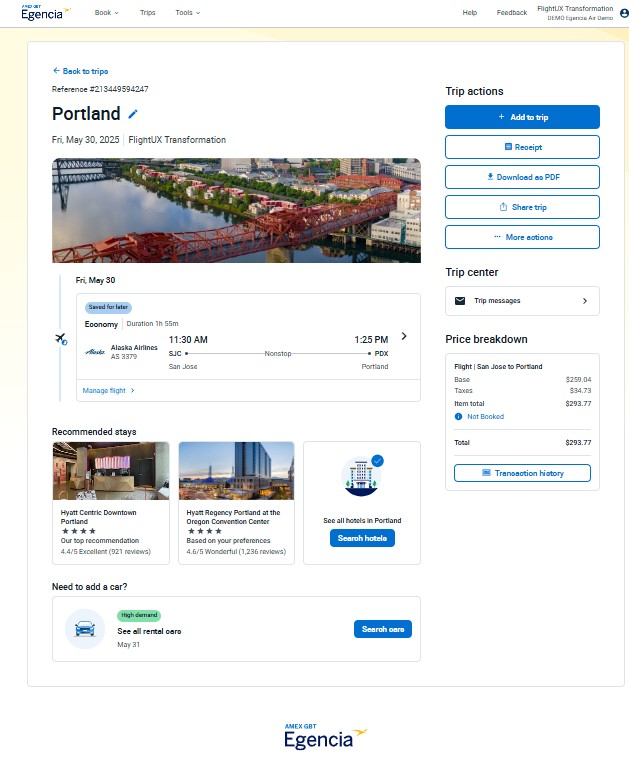 AMEX GBT
Egencia
Book
Trips
Tools
Help
Feedback
FlightUX Transformation
DEMO Egencia Air Demo
Back to trips
Reference #213449594247
Portland
Fri, May 30, 2025 FlightUX Transformation
Fri, May 30
Saved for later
Economy Duration 1h 55m
Alaska
Alaska Airlines
AS 3379
11:30 AM 1:25 PM
SJC Nonstop PDX
San Jose Portland
Manage flight
Recommended stays
Hyatt Centric Downtown
Portland
Our top recommendation
4.4/5 Excellent (921 reviews)
Hyatt Regency Portland at the
Oregon Convention Center
Based on your preferences
4.6/5 Wonderful (1,236 reviews)
See all hotels in Portland
Search hotels
Need to add a car?
High demand
See all rental cars
May 31
Search cars
Trip actions
+ Add to trip
Receipt
Download as PDF
Share trip
More actions
Trip center
Trip messages
Price breakdown
Flight | San Jose to Portland
Base $259.04
Taxes $34.73
Item total $293.77
Not Booked
Total $293.77
Transaction history
AMEX GBT
Egencia